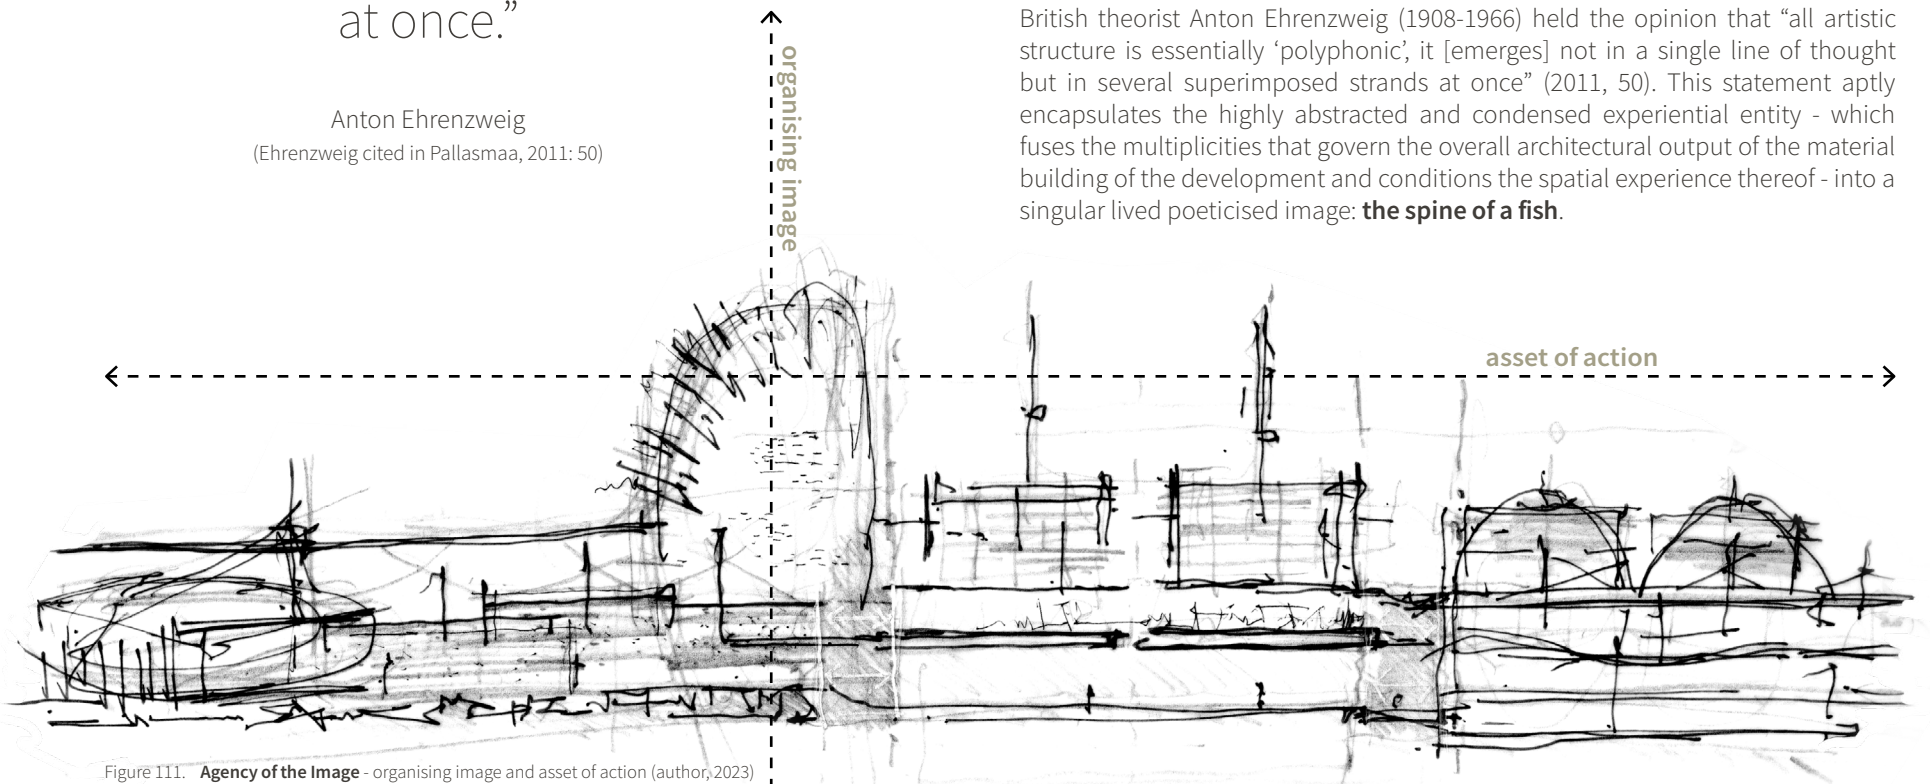 at once.”
Anton Ehrenzweig
(Ehrenzweig cited in Pallasmaa, 2011: 50)
organising image
British theorist Anton Ehrenzweig (1908-1966) held the opinion that “all artistic
structure is essentially ‘polyphonic’, it [emerges] not in a single line of thought
but in several superimposed strands at once” (2011, 50). This statement aptly
encapsulates the highly abstracted and condensed experiential entity - which
fuses the multiplicities that govern the overall architectural output of the material
building of the development and conditions the spatial experience thereof - into a
singular lived poeticised image: the spine of a fish.
asset of action
Figure 111. Agency of the Image - organising image and asset of action (author, 2023)